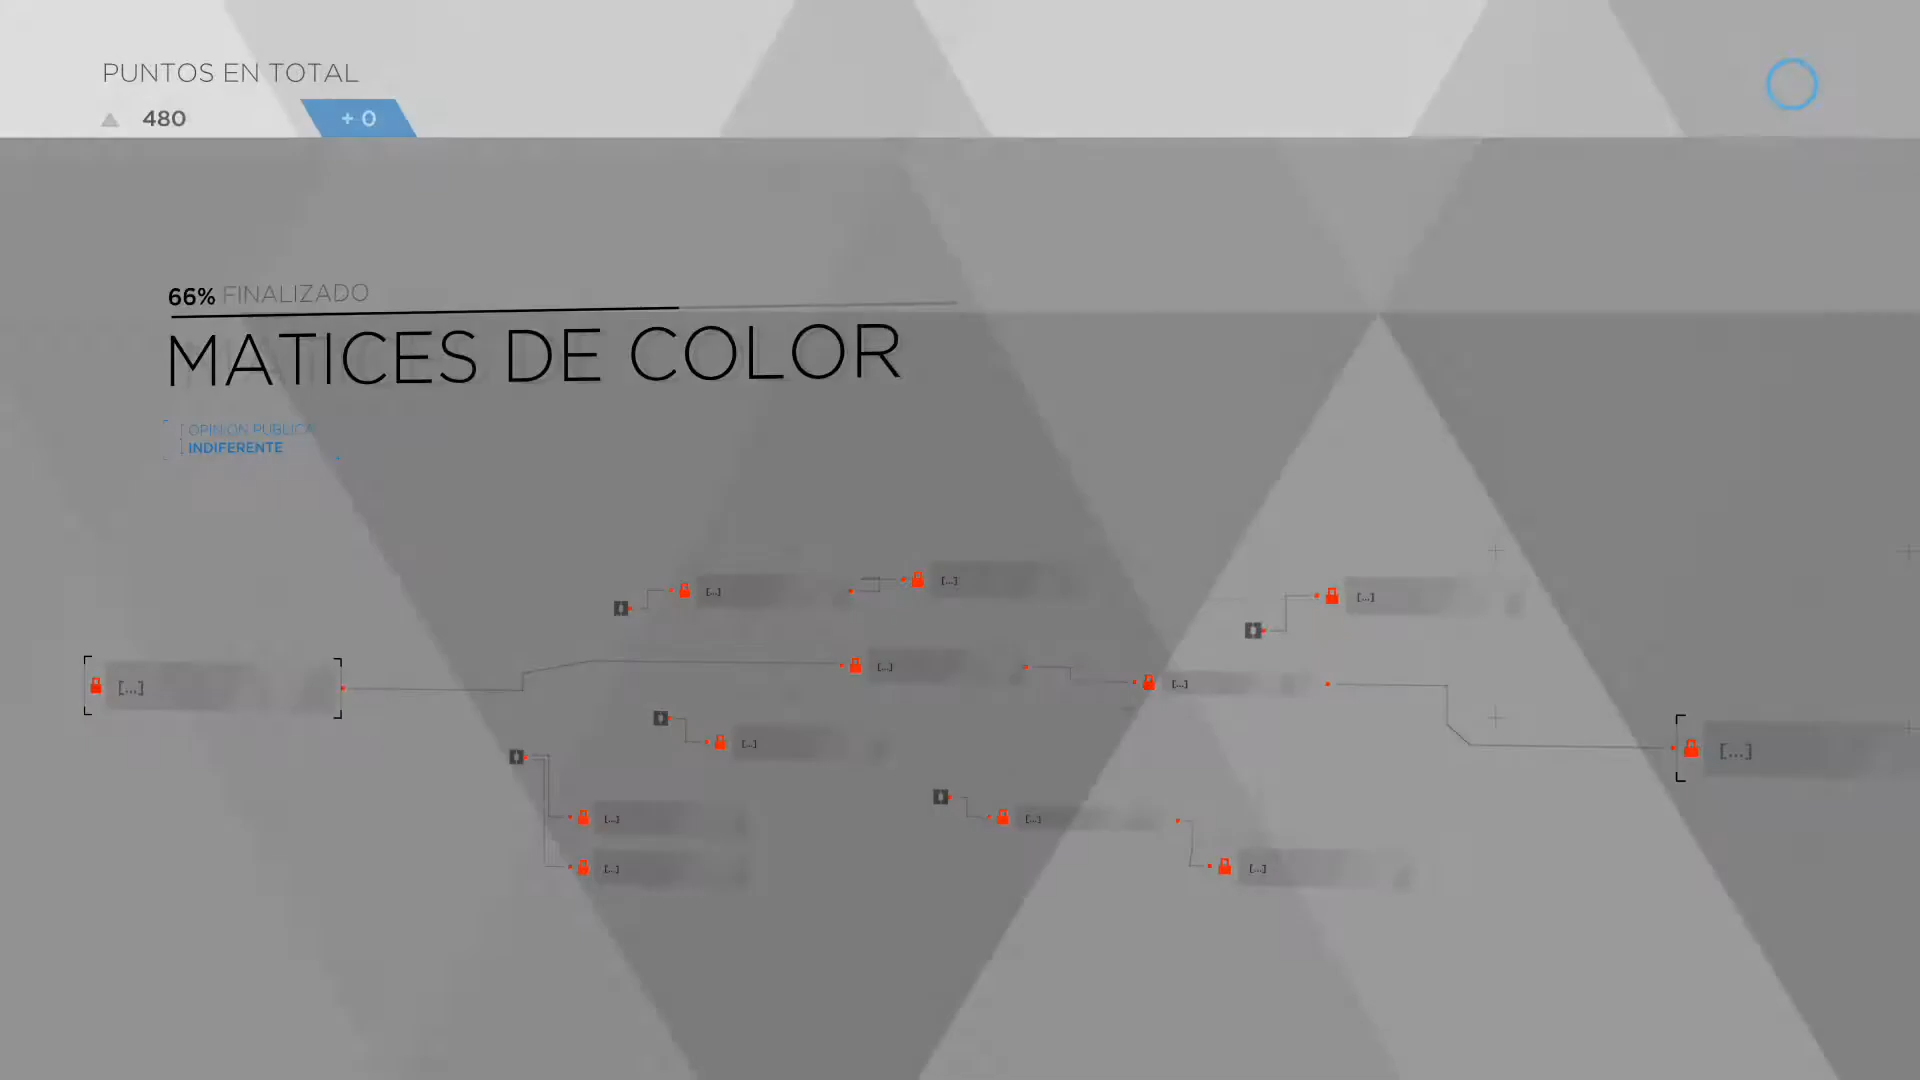 PUNTOS EN TOTAL
480
+ 0
66% FINALIZADO
MATICES DE COLOR
OPINIÓN PÚBLICA
INDIFERENTE
[...]
[...]
[...]
[...]
[...]
[...]
[...]
[...]
[...]
[...]
[...]
[...]